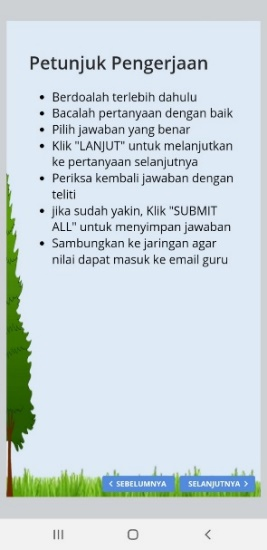 Petunjuk Pengerjaan
• Berdoalah terlebih dahulu
• Bacalah pertanyaan dengan baik
• Pilih jawaban yang benar
• Klik "LANJUT" untuk melanjutkan
ke pertanyaan selanjutnya
• Periksa kembali jawaban dengan
teliti
• jika sudah yakin, Klik "SUBMIT
ALL" untuk menyimpan jawaban
• Sambungkan ke jaringan agar
nilai dapat masuk ke email guru
< SEBELUMNYA SELANJUTNYA >